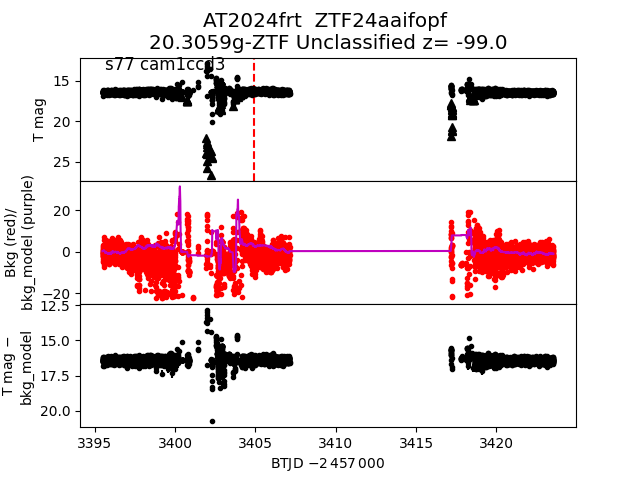 AT2024frt  ZTF24aaifopf
20.3059g-ZTF Unclassified z= -99.0
s77 cam1ccd3
15
20
25
T mag
20
0
−20
Bkg (red)/
bkg_model (purple)
12.5
15.0
17.5
20.0
T mag −
bkg_model
3395
3400
3405
3410
3415
3420
BTJD −2 457 000